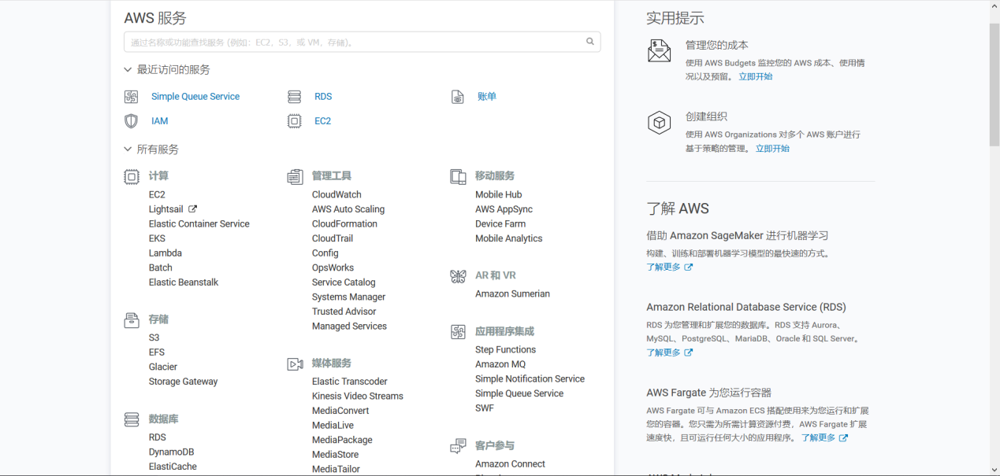 AWS 服务
通过名称或功能查找服务 (例如：EC2，S3，或 VM，存储)。
最近访问的服务
Simple Queue Service
RDS
账单
IAM
EC2
所有服务
计算
EC2
Lightsail
Elastic Container Service
EKS
Lambda
Batch
Elastic Beanstalk
存储
S3
EFS
Glacier
Storage Gateway
数据库
RDS
DynamoDB
ElastiCache
管理工具
CloudWatch
AWS Auto Scaling
CloudFormation
CloudTrail
Config
OpsWorks
Service Catalog
Systems Manager
Trusted Advisor
Managed Services
媒体服务
Elastic Transcoder
Kinesis Video Streams
MediaConvert
MediaLive
MediaPackage
MediaStore
MediaTailor
移动服务
Mobile Hub
AWS AppSync
Device Farm
Mobile Analytics
AR 和 VR
Amazon Sumerian
应用程序集成
Step Functions
Amazon MQ
Simple Notification Service
Simple Queue Service
SWF
客户参与
Amazon Connect
实用提示
管理您的成本
使用 AWS Budgets 监控您的 AWS 成本、使用情
况以及预留。 立即开始
创建组织
使用 AWS Organizations 对多个 AWS 账户进行
基于策略的管理。 立即开始
了解 AWS
借助 Amazon SageMaker 进行机器学习
构建、训练和部署机器学习模型的最快速的方式。
了解更多
Amazon Relational Database Service (RDS)
RDS 为您管理和扩展您的数据库。RDS 支持 Aurora、
MySQL、PostgreSQL、MariaDB、Oracle 和 SQL Server。
了解更多
AWS Fargate 为您运行容器
AWS Fargate 可与 Amazon ECS 搭配使用来为您运行和扩展
您的容器。您只需为所需计算资源付费，AWS Fargate 扩展
速度快，且可运行任何大小的应用程序。 了解更多